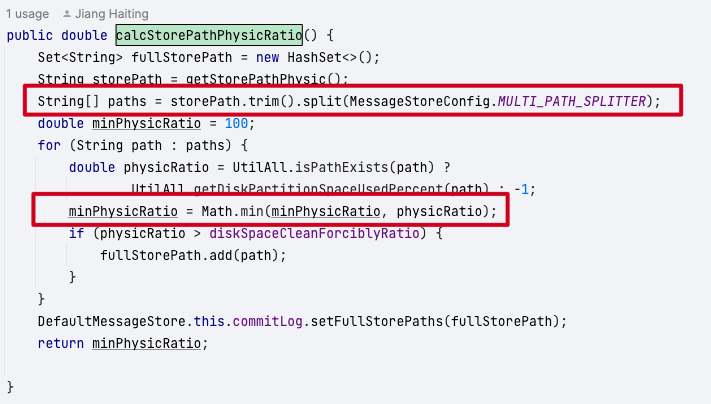 1 usage Jiang Haiting
public double calcStorePathPhysicRatio() {
Set<String> fullStorePath = new HashSet<>();
String storePath = getStorePathPhysic();
String[] paths = storePath.trim().split(MessageStoreConfig.MULTI_PATH_SPLITTER);
double minPhysicRatio = 100;
for (String path : paths) {
double physicRatio = UtilAll.isPathExists(path) ?
UtilAll.getDiskPartitionSpaceUsedPercent(path) : -1;
minPhysicRatio = Math.min(minPhysicRatio, physicRatio);
if (physicRatio > diskSpaceCleanForciblyRatio) {
fullStorePath.add(path);
}
}
DefaultMessageStore.this.commitLog.setFullStorePaths(fullStorePath);
return minPhysicRatio;
}